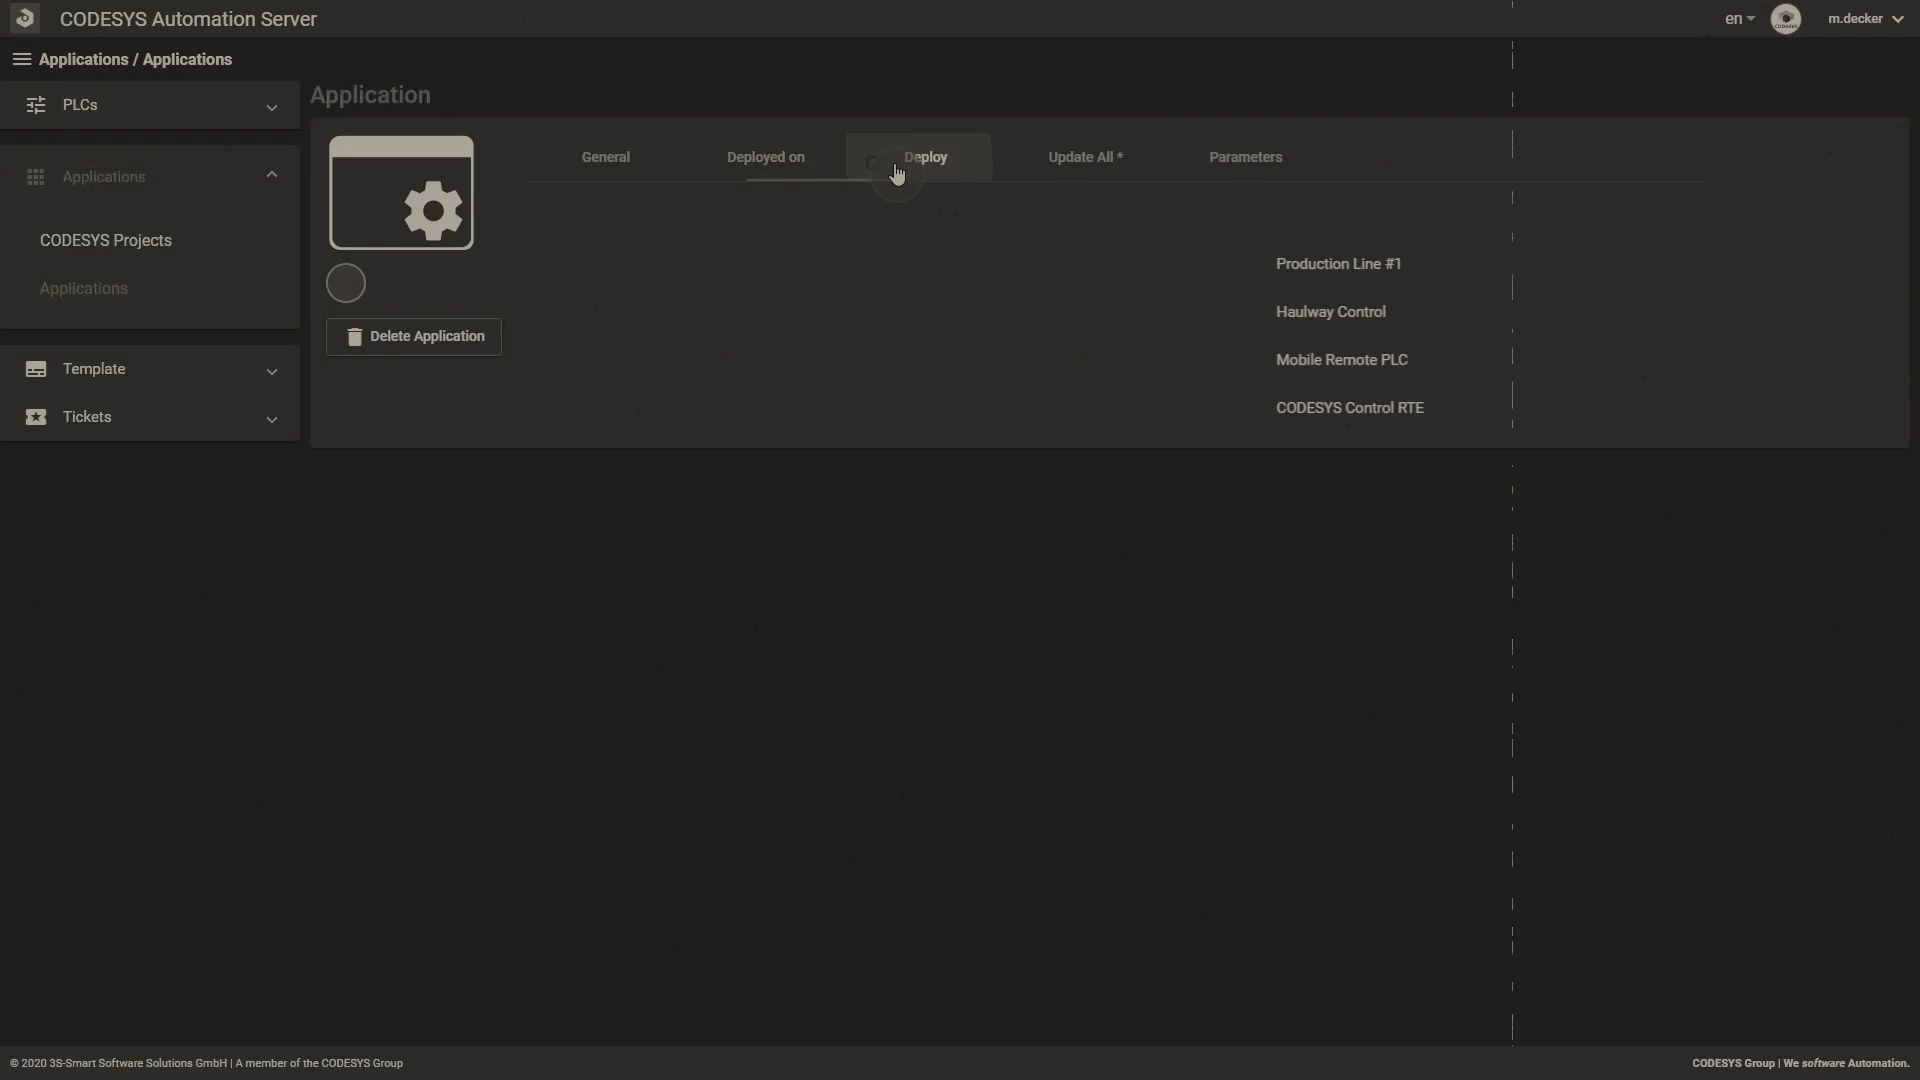 CODESYS Automation Server
en
m.decker
Applications / Applications
PLCs
Applications
CODESYS Projects
Applications
Template
Tickets
Application
General
Deployed on
Deploy
Update All *
Parameters
Delete Application
Production Line #1
Haulway Control
Mobile Remote PLC
CODESYS Control RTE
© 2020 3S-Smart Software Solutions GmbH | A member of the CODESYS Group
CODESYS Group | We software Automation.